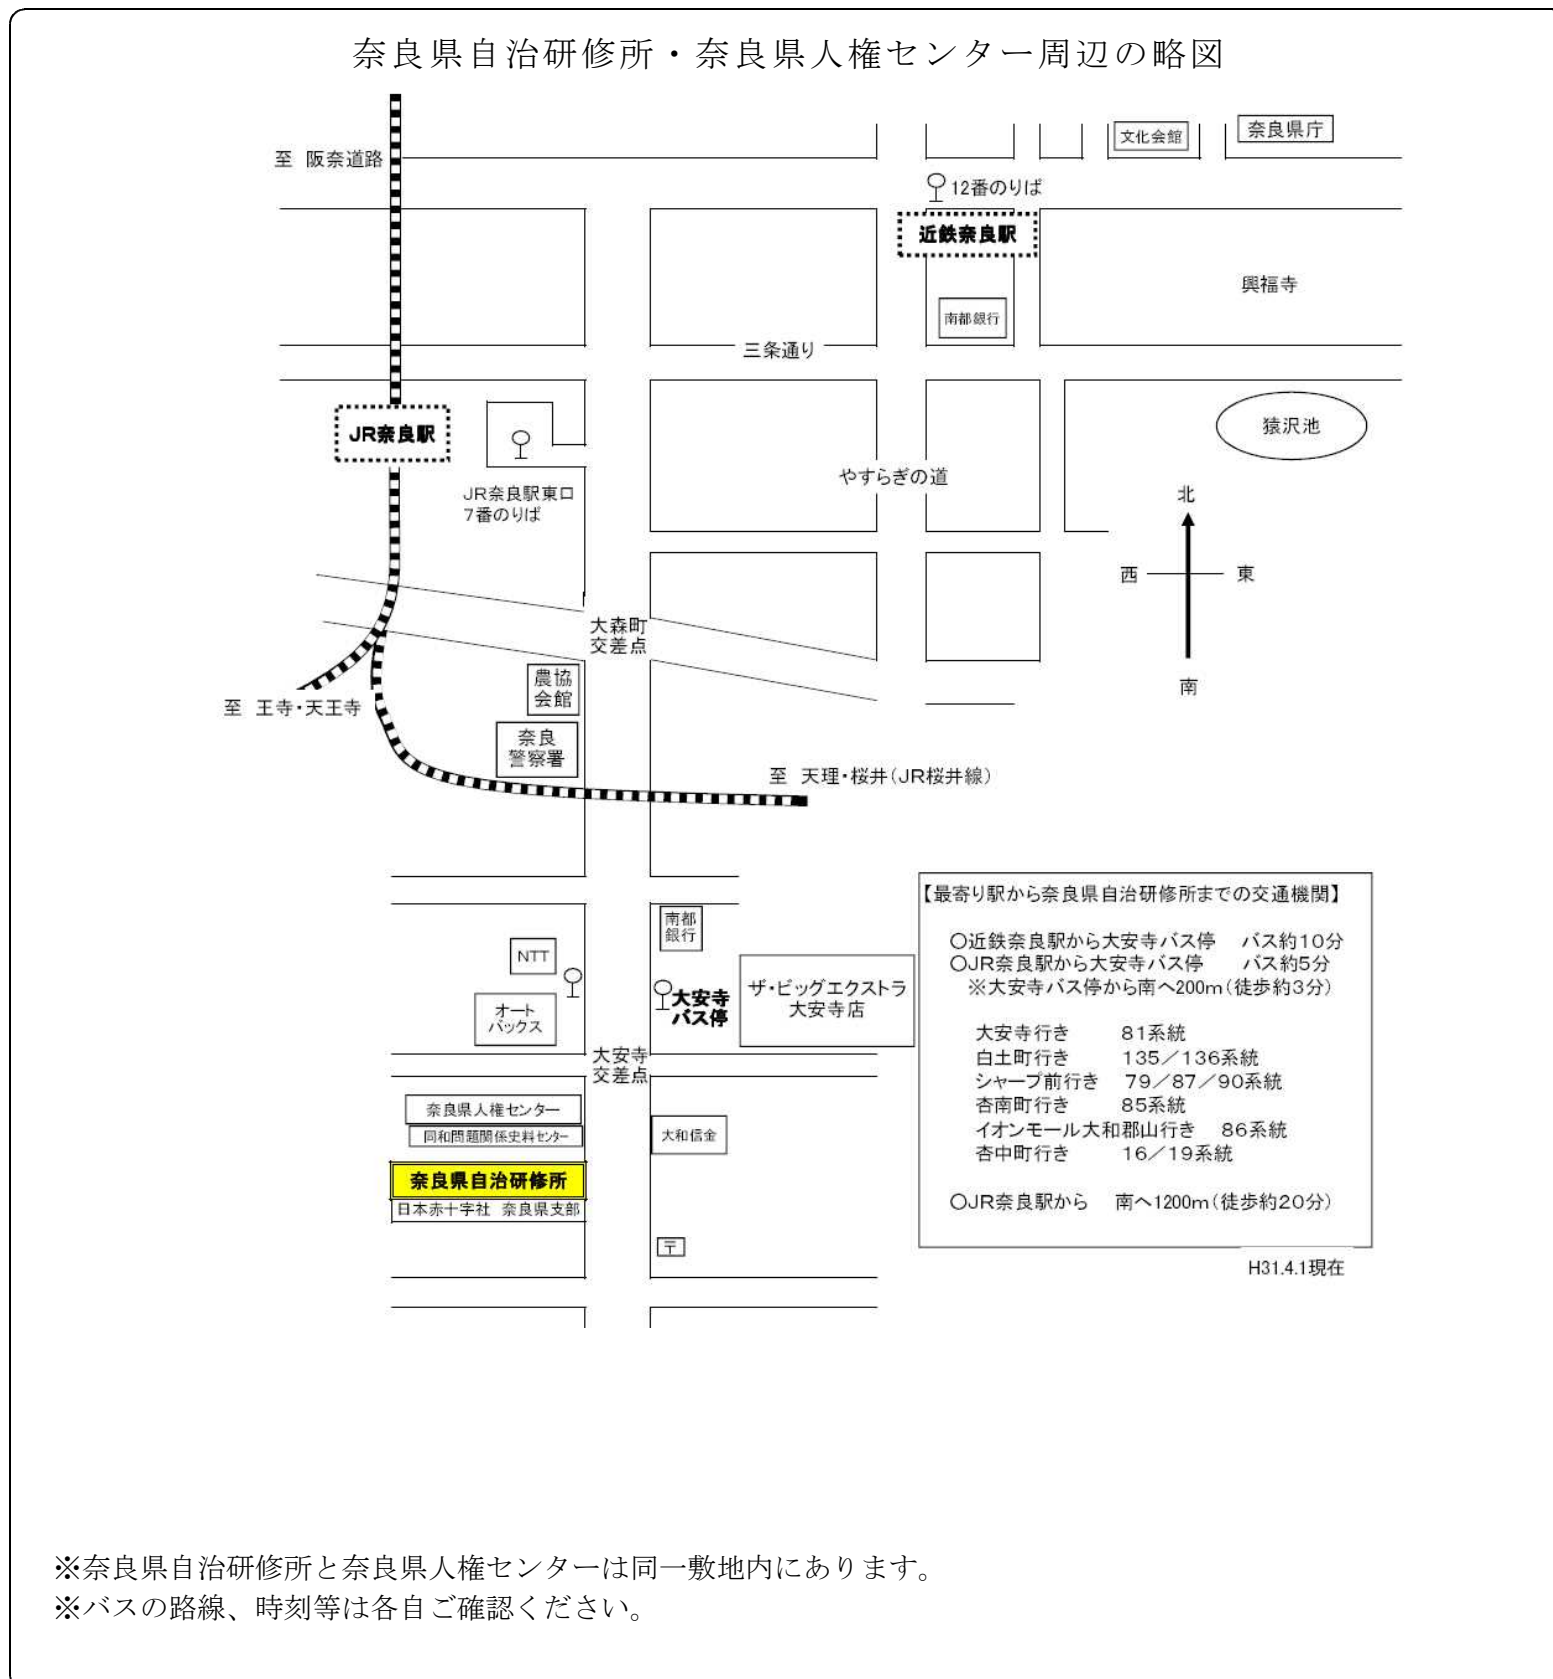 奈良県自治研修所・奈良県人権センター周辺の略図
文化会館
奈良県庁
至 阪奈道路
12番のりば
近鉄奈良駅
興福寺
南都銀行
三条通り
JR奈良駅
猿沢池
やすらぎの道
JR奈良駅東口
7番のりば
北
西
東
南
大森町
交差点
農協
会館
至 王寺・天王寺
奈良
警察署
至 天理・桜井(JR桜井線)
南都
銀行
NTT
オート
バックス
大安寺
バス停
ザ・ビッグエクストラ
大安寺店
大安寺
交差点
奈良県人権センター
同和問題関係史料センター
大和信金
奈良県自治研修所
日本赤十字社 奈良県支部
〒
【最寄り駅から奈良県自治研修所までの交通機関】
○近鉄奈良駅から大安寺バス停 バス約10分
○JR奈良駅から大安寺バス停 バス約5分
※大安寺バス停から南へ200m(徒歩約3分)
大安寺行き 81系統
白土町行き 135/136系統
シャープ前行き 79/87/90系統
杏南町行き 85系統
イオンモール大和郡山行き 86系統
杏中町行き 16/19系統
○JR奈良駅から 南へ1200m(徒歩約20分)
H31.4.1現在
※奈良県自治研修所と奈良県人権センターは同一敷地内にあります。
※バスの路線、時刻等は各自ご確認ください。